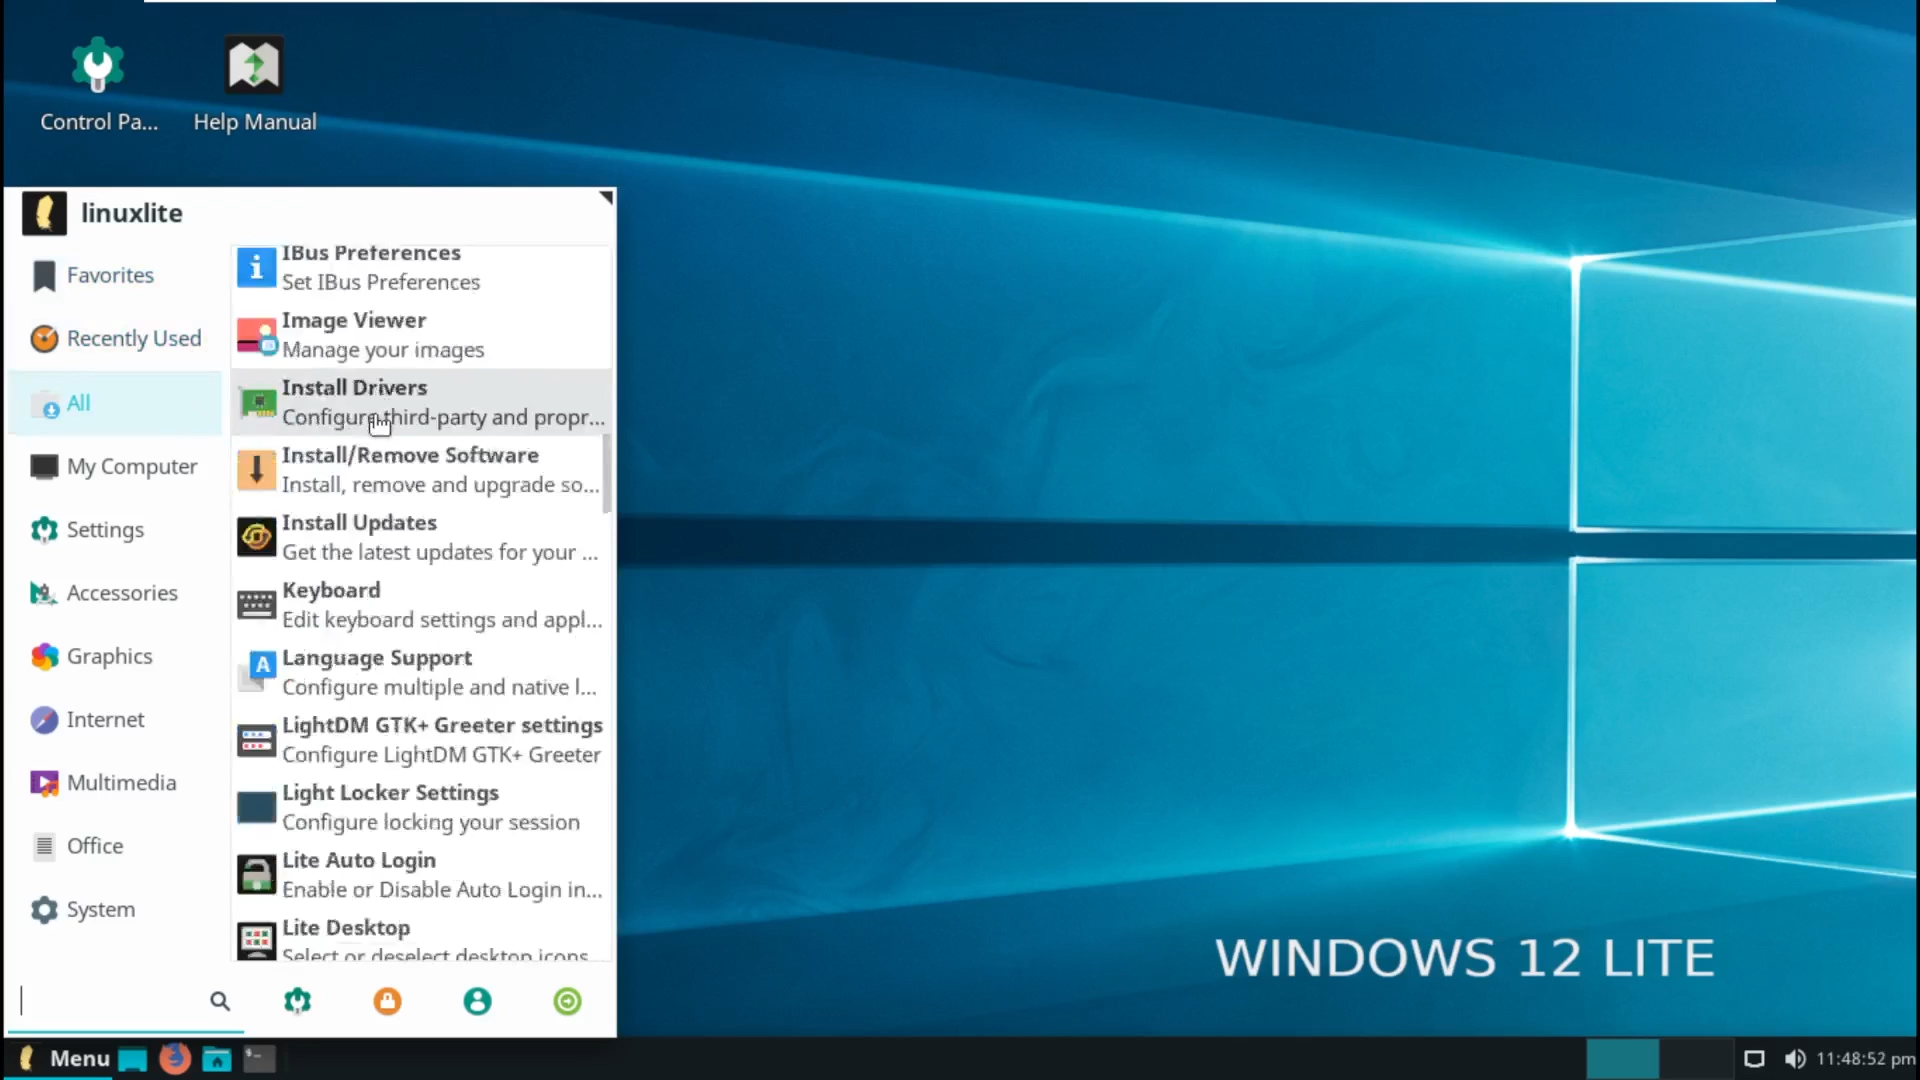 Control Pa...
Help Manual
linuxlite
Favorites
Recently Used
All
My Computer
Settings
Accessories
Graphics
Internet
Multimedia
Office
System
IBus Preferences
Set IBus Preferences
Image Viewer
Manage your images
Install Drivers
Configure third-party and propr...
Install/Remove Software
Install, remove and upgrade so...
Install Updates
Get the latest updates for your ...
Keyboard
Edit keyboard settings and appl...
Language Support
Configure multiple and native l...
LightDM GTK+ Greeter settings
Configure LightDM GTK+ Greeter
Light Locker Settings
Configure locking your session
Lite Auto Login
Enable or Disable Auto Login in...
Lite Desktop
Select or deselect desktop icons
WINDOWS 12 LITE
Menu
11:48:52 pm